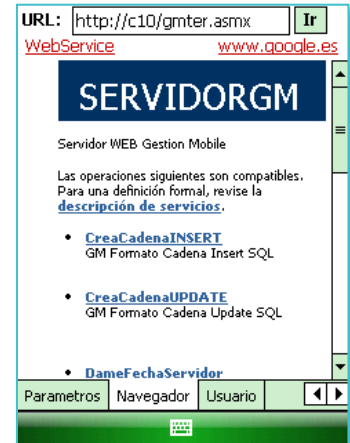 URL: http://c10/gmter.asmx Ir
WebService www.google.es
SERVIDORGM
Servidor WEB Gestion Mobile
Las operaciones siguientes son compatibles.
Para una definición formal, revise la
descripción de servicios.
• CreaCadenaINSERT
GM Formato Cadena Insert SQL
• CreaCadenaUPDATE
GM Formato Cadena Update SQL
• DameFechaServidor
Parametros Navegador Usuario